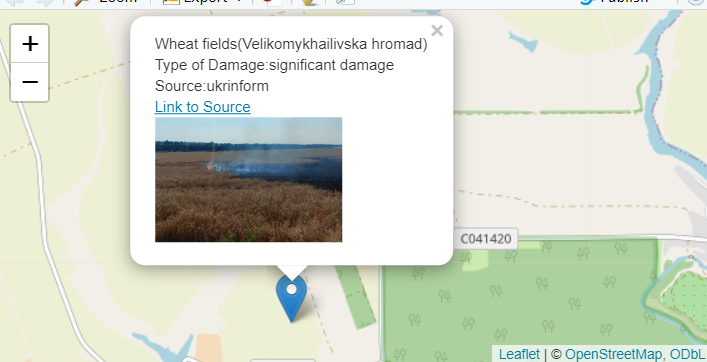 Zoom Export Publish
+
×
Wheat fields(Velikomykhailivska hromad)
Type of Damage:significant damage
−
Source:ukrinform
Link to Source
C041420
Leaflet | © OpenStreetMap, ODbL